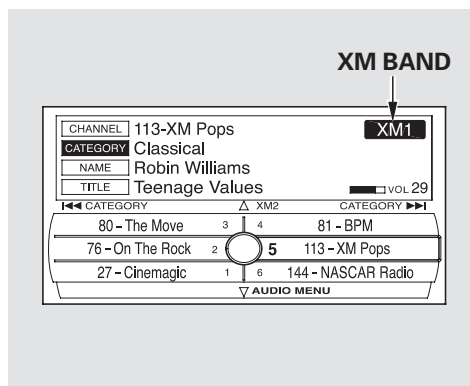 XM BAND
CHANNEL 113-XM Pops XM1
CATEGORY Classical
NAME Robin Williams
TITLE Teenage Values VOL 29
CATEGORY XM2 CATEGORY
80 – The Move 3 4 81 - BPM
76 – On The Rock 2 5 113 – XM Pops
27 – Cinemagic 1 6 144 – NASCAR Radio
AUDIO MENU